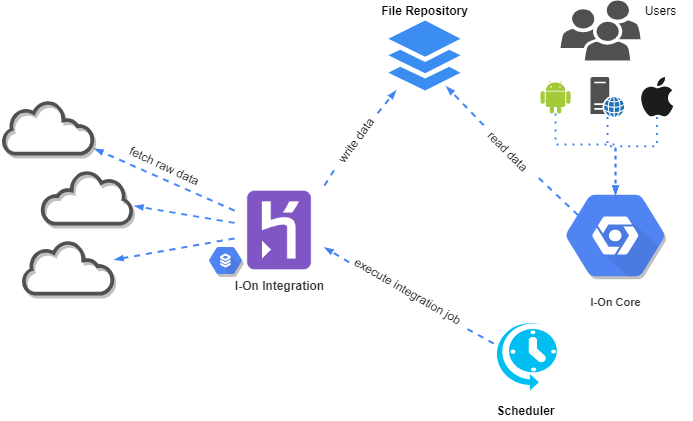 File Repository
Users
write data
read data
fetch raw data
I-On Integration
execute integration job
I-On Core
Scheduler